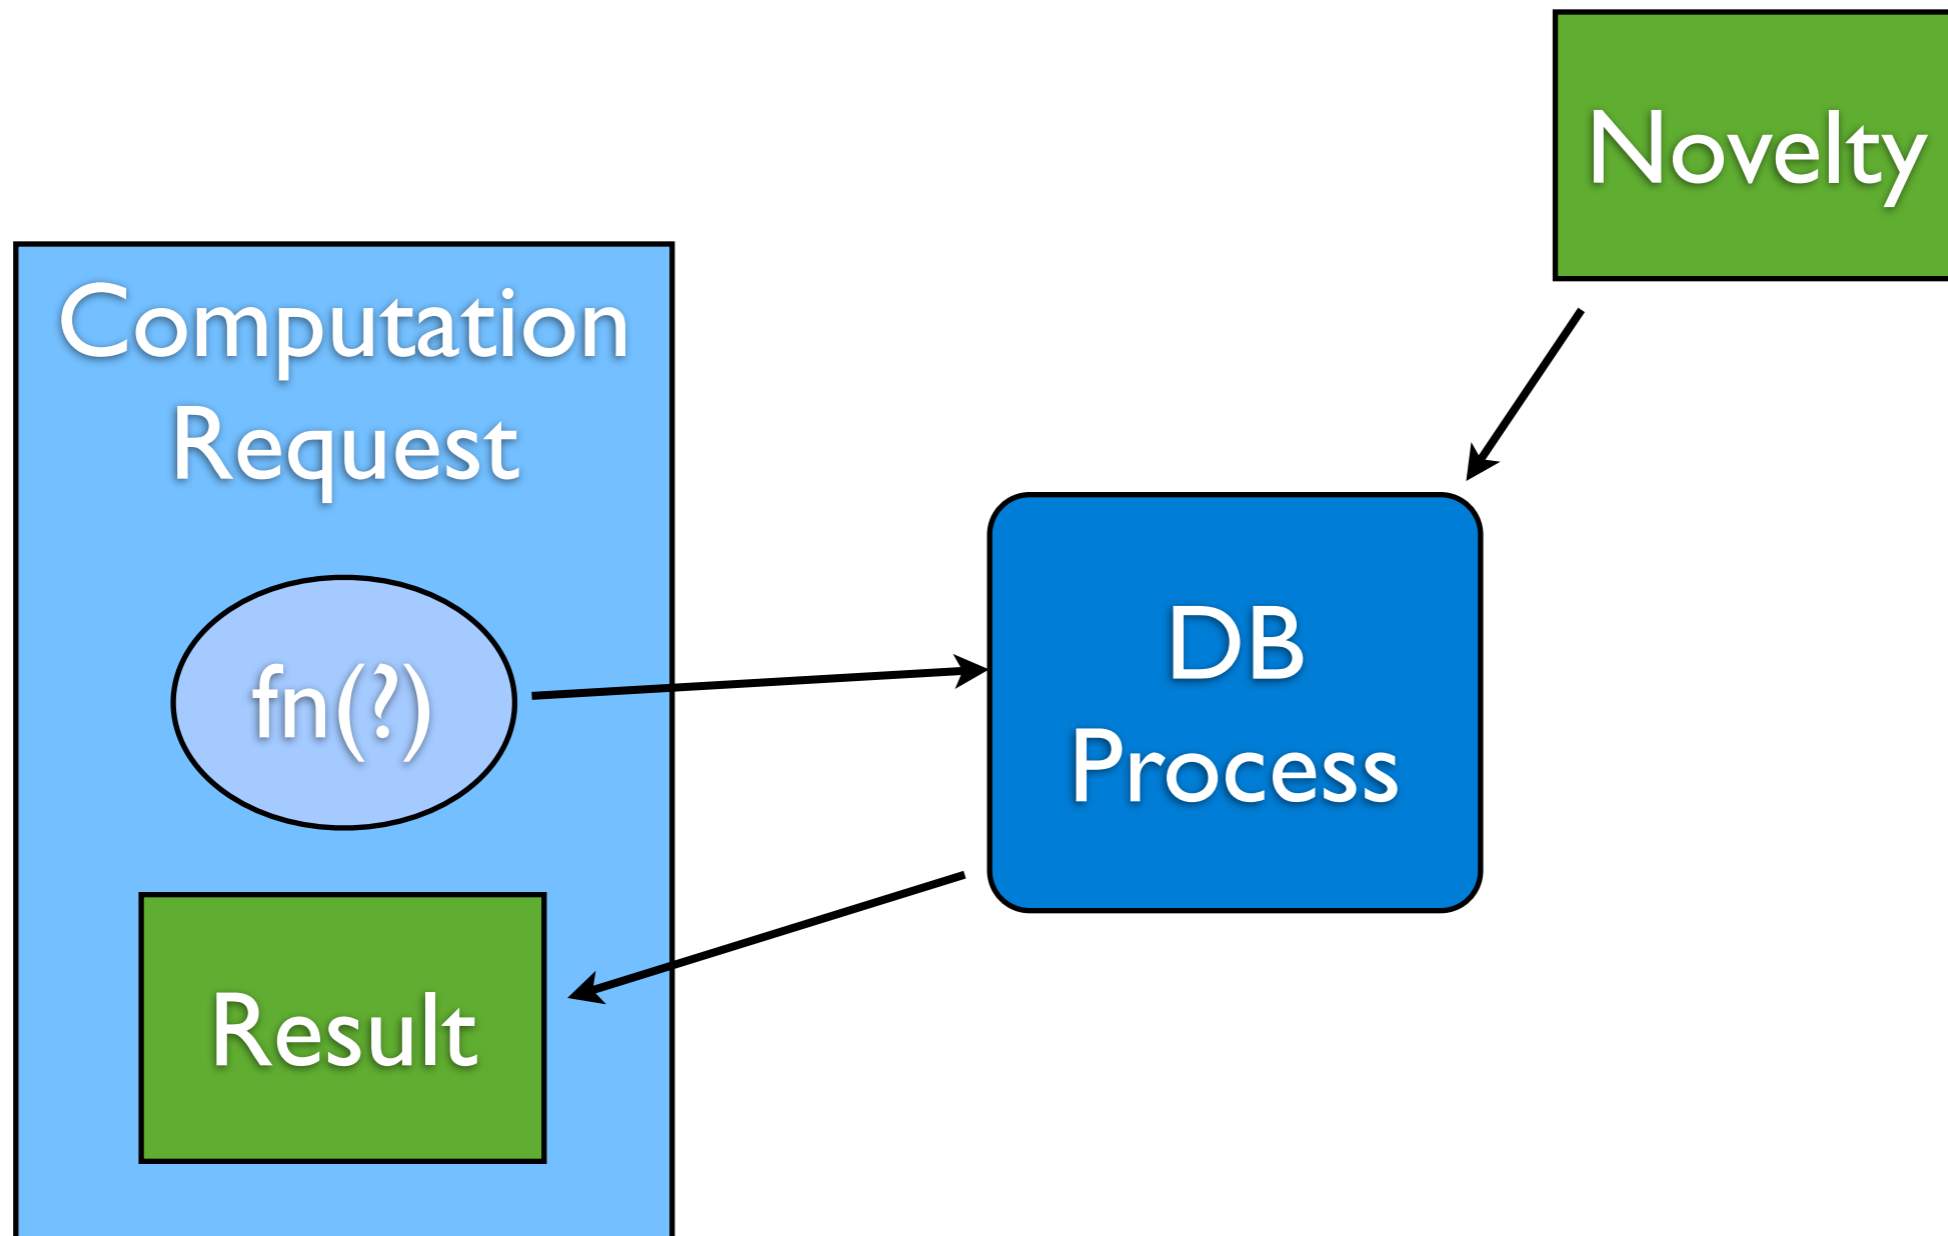 Novelty
Computation
Request
fn(?)
DB
Process
Result